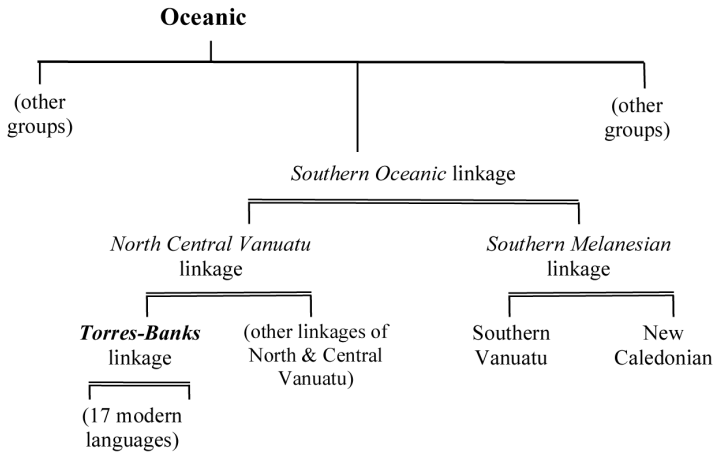 Oceanic
(other
groups)
(other
groups)
Southern Oceanic linkage
North Central Vanuatu
linkage
Southern Melanesian
linkage
Torres-Banks
linkage
(other linkages of
North & Central
Vanuatu)
Southern
Vanuatu
New
Caledonian
(17 modern
languages)